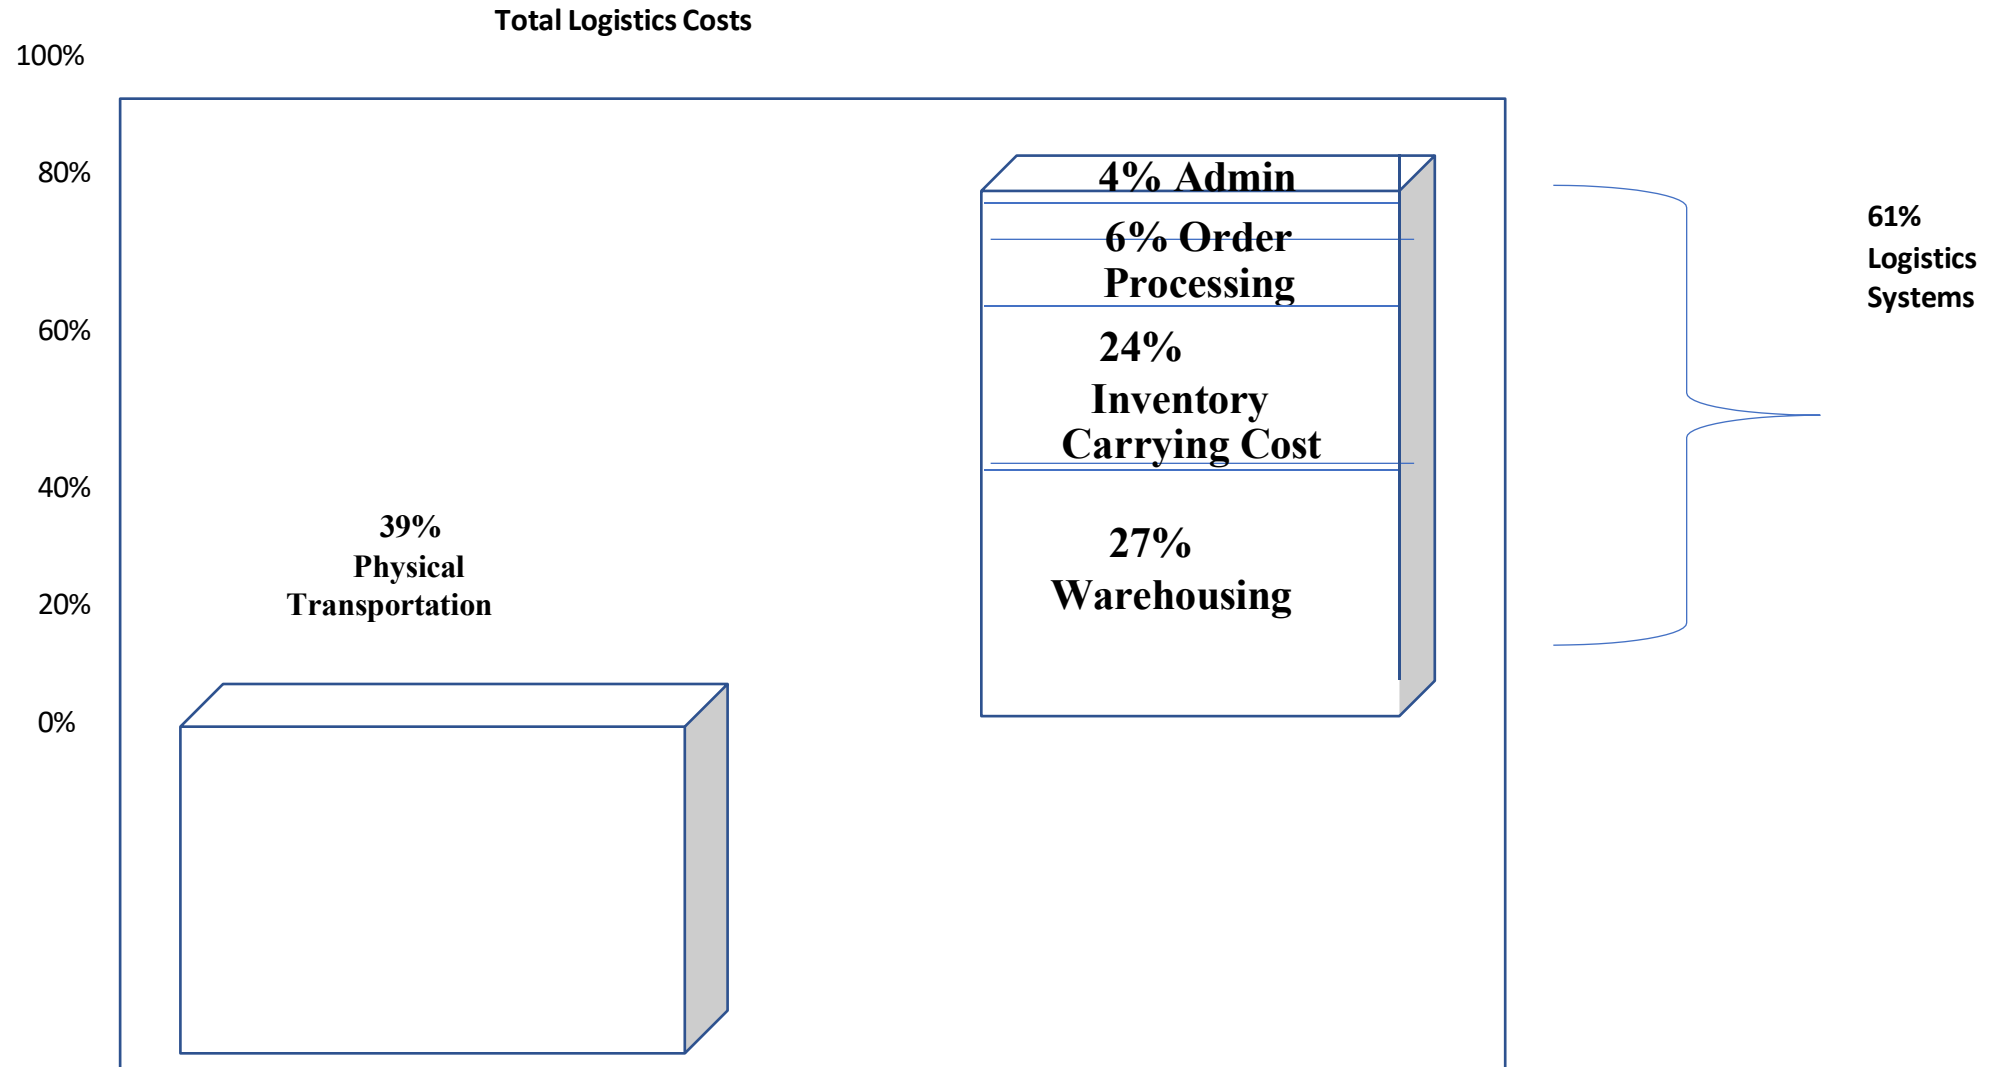 Total Logistics Costs
100%
80%
60%
40%
20%
0%
39%
Physical
Transportation
4% Admin
6% Order
Processing
24%
Inventory
Carrying Cost
27%
Warehousing
61%
Logistics
Systems